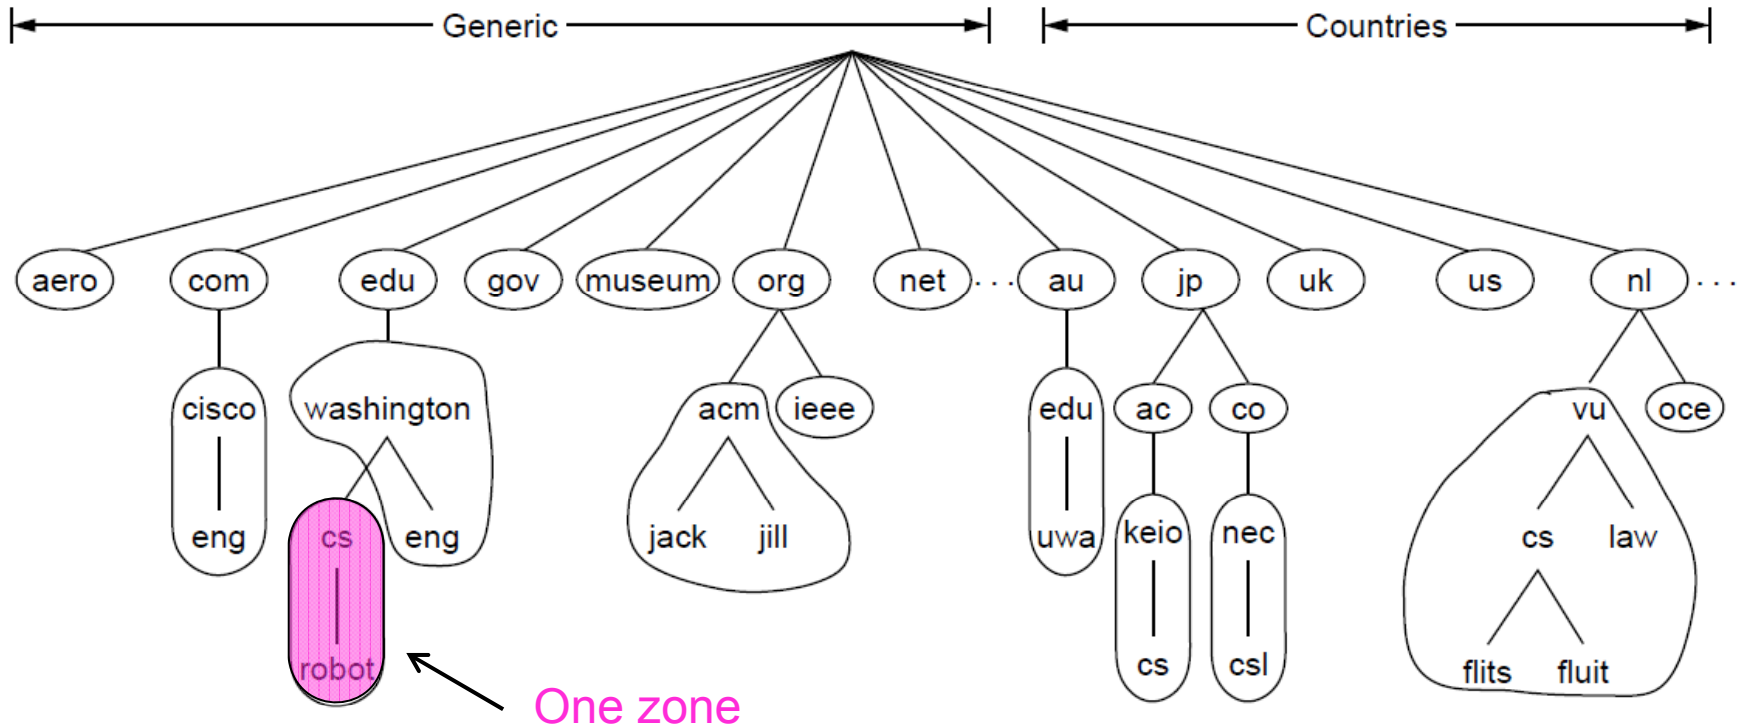 Generic Countries
aero com edu gov museum org net ... au jp uk us nl ...
cisco washington acm ieee edu ac co vu oce
eng cs eng jack jill uwa keio nec cs law
robot cs csl flits fluit
One zone